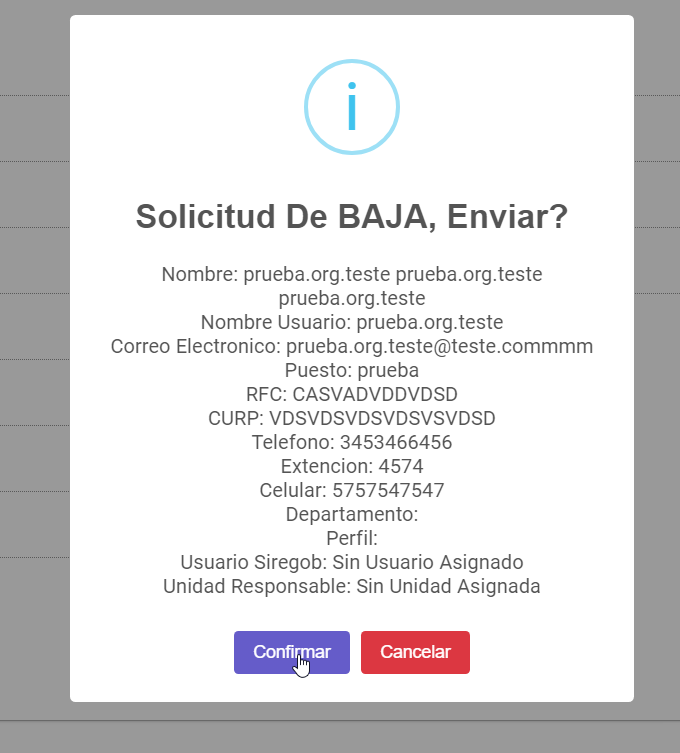 Solicitud De BAJA, Enviar?
Nombre: prueba.org.teste prueba.org.teste
prueba.org.teste
Nombre Usuario: prueba.org.teste
Correo Electronico: prueba.org.teste@teste.commmm
Puesto: prueba
RFC: CASVADVDDVDSD
CURP: VDSVDSVDSVDSVSVDSD
Telefono: 3453466456
Extencion: 4574
Celular: 5757547547
Departamento:
Perfil:
Usuario Siregob: Sin Usuario Asignado
Unidad Responsable: Sin Unidad Asignada
Confirmar Cancelar